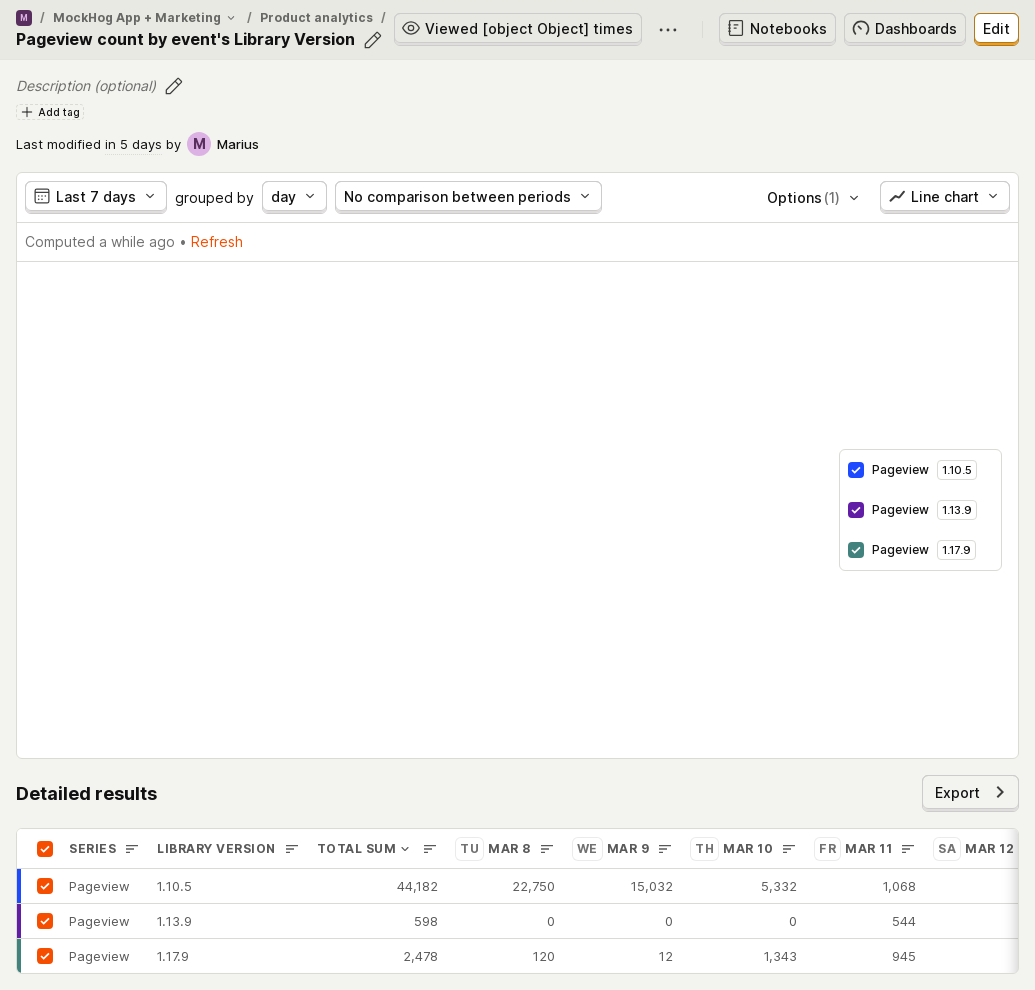 M / MockHog App + Marketing / Product analytics /
Pageview count by event's Library Version
Viewed [object Object] times
Notebooks
Dashboards
Edit
Description (optional)
Add tag
Last modified in 5 days by M Marius
Last 7 days grouped by day No comparison between periods Options (1) Line chart
Computed a while ago • Refresh
Pageview 1.10.5
Pageview 1.13.9
Pageview 1.17.9
Detailed results
Export
SERIES LIBRARY VERSION TOTAL SUM TU MAR 8 WE MAR 9 TH MAR 10 FR MAR 11 SA MAR 12
Pageview 1.10.5 44,182 22,750 15,032 5,332 1,068
Pageview 1.13.9 598 0 0 0 544
Pageview 1.17.9 2,478 120 12 1,343 945